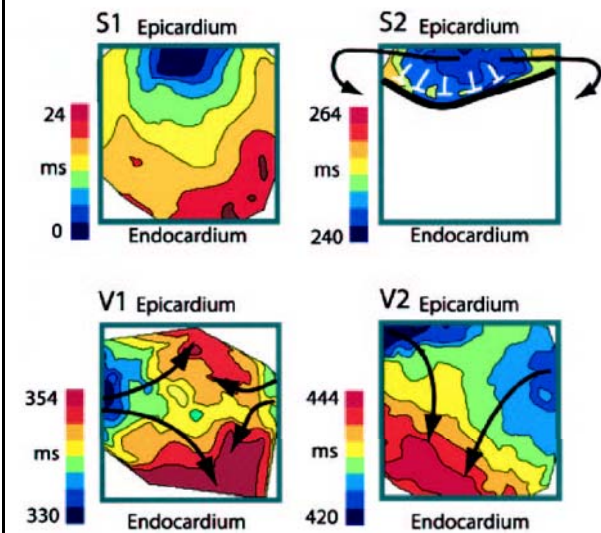 S1 Epicardium
24
ms
0
Endocardium
S2 Epicardium
264
ms
240
Endocardium
V1 Epicardium
354
ms
330
Endocardium
V2 Epicardium
444
ms
420
Endocardium